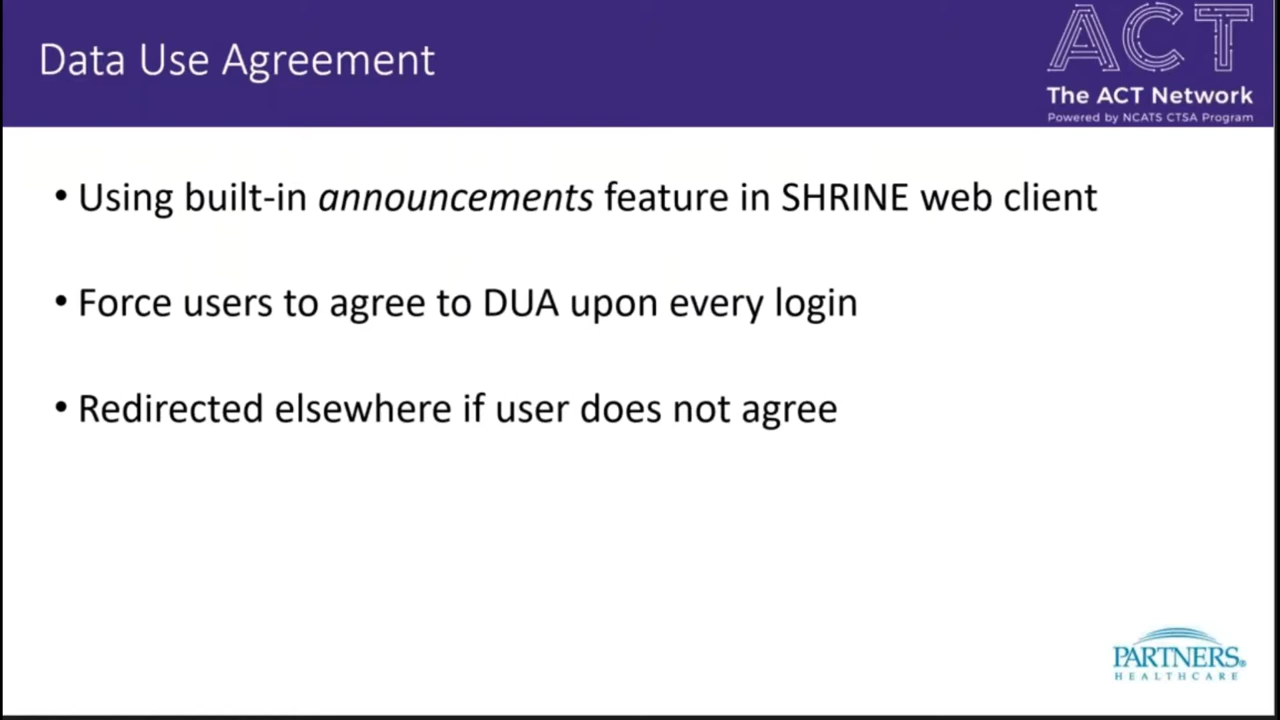 Data Use Agreement
ACT
The ACT Network
Powered by NCATS CTSA Program
• Using built-in announcements feature in SHRINE web client
• Force users to agree to DUA upon every login
• Redirected elsewhere if user does not agree
PARTNERS®
HEALTHCARE